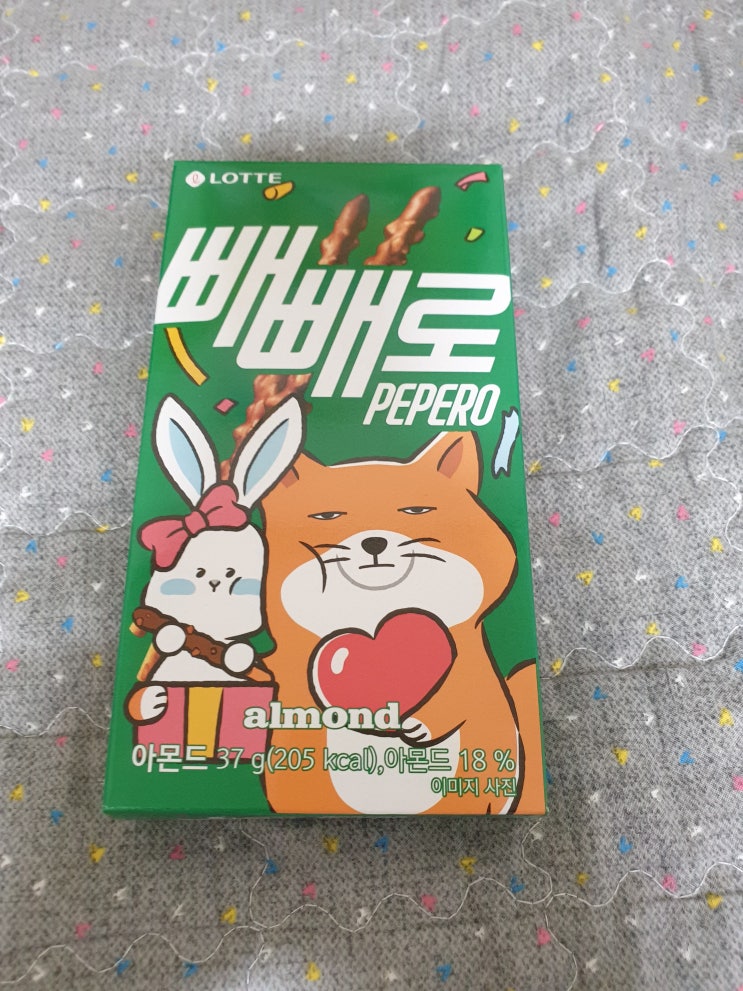 LOTTE
빼빼로
PEPERO
almond
아몬드 37 g(205 kcal),아몬드 18 %
이미지 사진